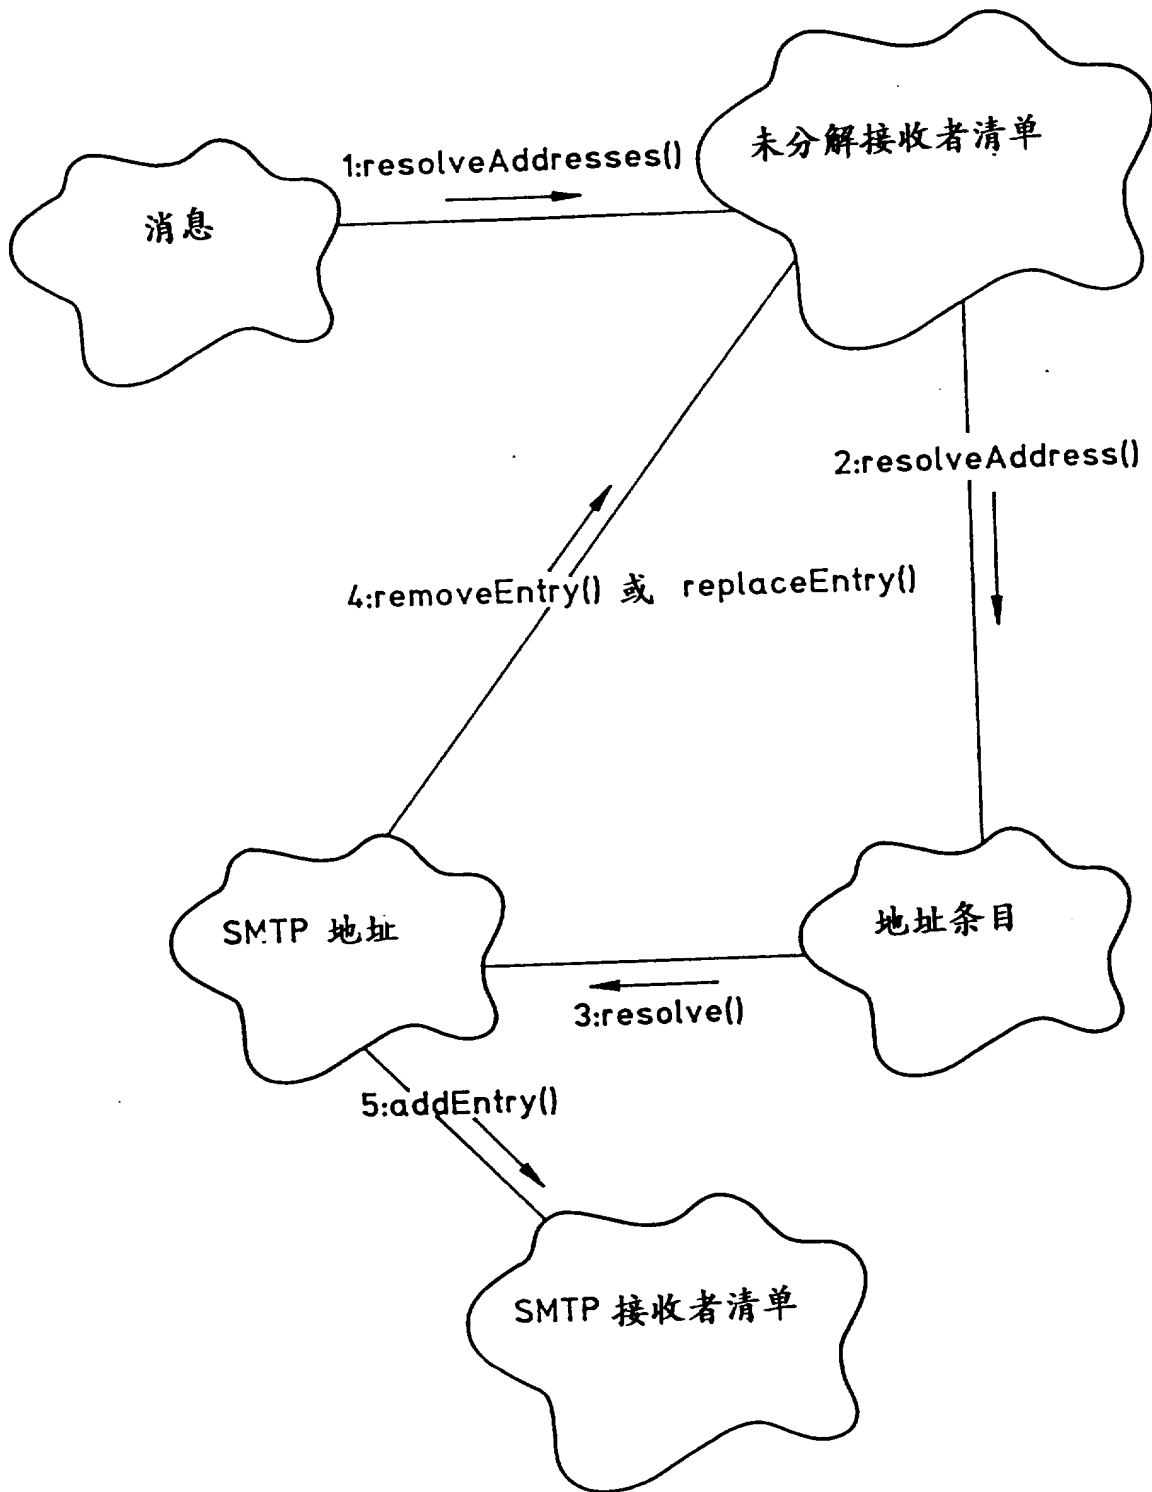 未分解接收者清单
1:resolveAddresses()
消息
2:resolveAddress()
4:removeEntry() 或 replaceEntry()
SMTP 地址
地址条目
3:resolve()
5:addEntry()
SMTP 接收者清单